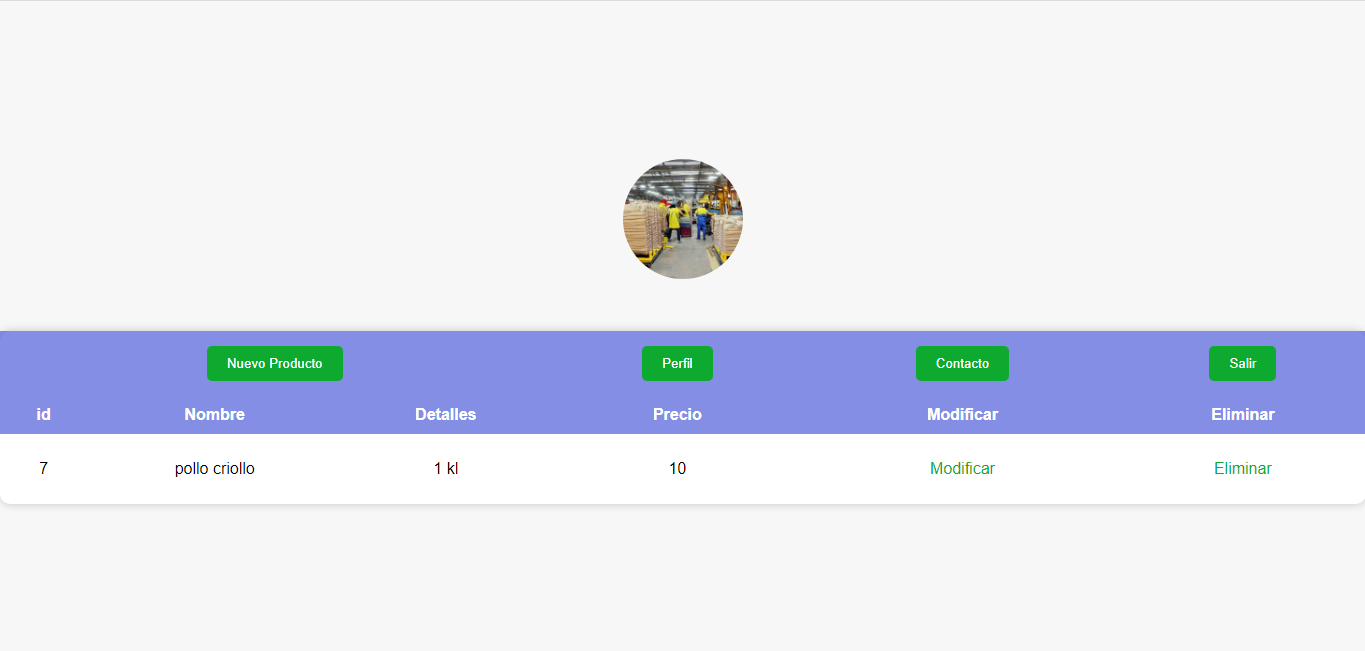 Nuevo Producto Perfil Contacto Salir
id Nombre Detalles Precio Modificar Eliminar
7 pollo criollo 1 kl 10 Modificar Eliminar